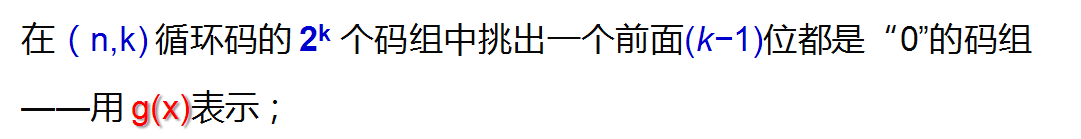 在（n,k)循环码的 2ᵏ 个码组中挑出一个前面(k−1)位都是“0”的码组
——用 g(x)表示；